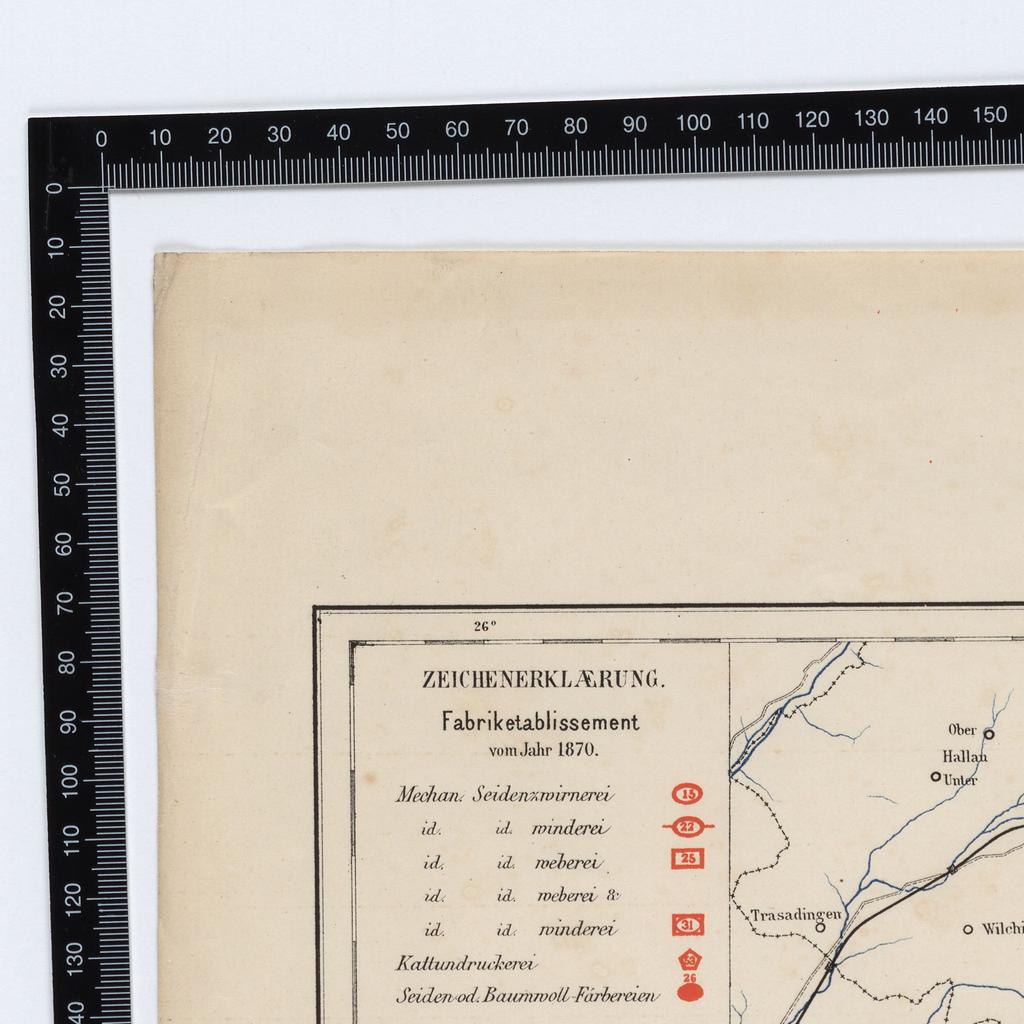 0 10 20 30 40 50 60 70 80 90 100 110 120 130 140 150
0
10
20
30
40
50
60
70
80
90
100
110
120
130
40
26°
ZEICHENERKLÆRUNG.
Fabriketablissement
vom Jahr 1870.
Mechan. Seidenzwirnerei 15
id. id. winderei 22
id. id. weberei 25
id. id. weberei &
id. id. winderei 31
Kattundruckerei
26
Seiden-od. Baumwoll-Färbereien
Ober
Hallau
Unter
Trasadingen
Wilchi